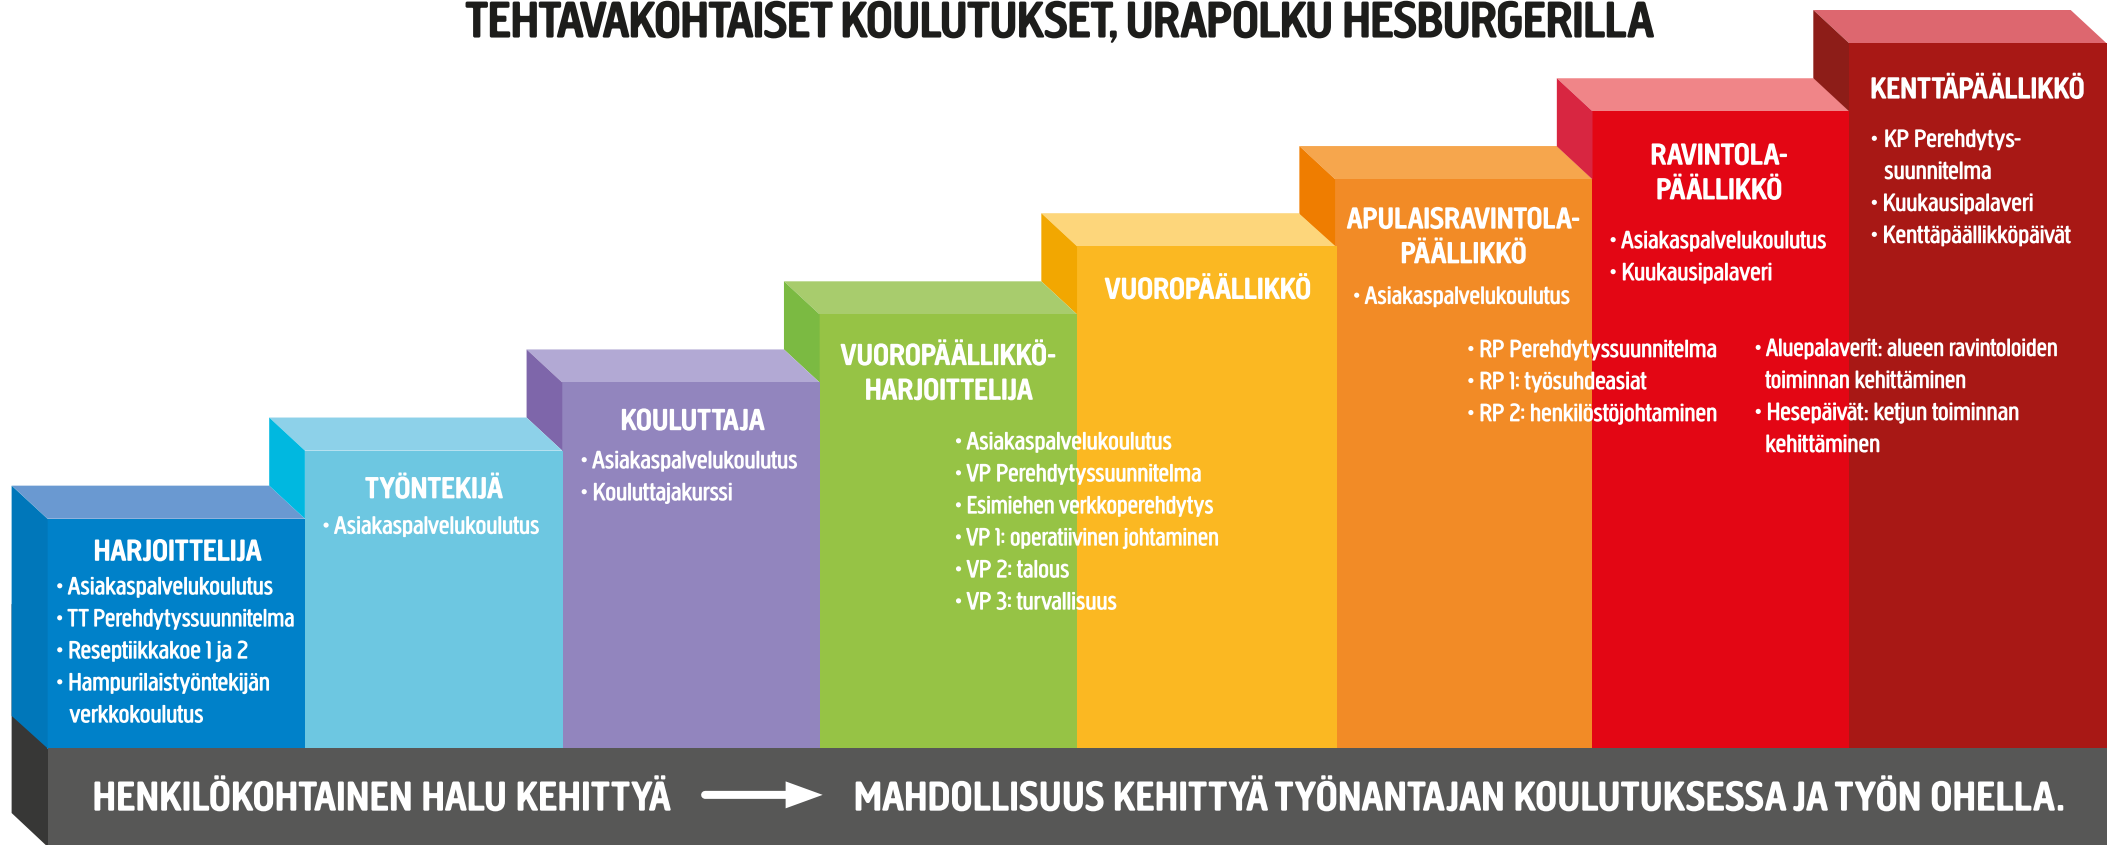 TEHTÄVÄKOHTAISET KOULUTUKSET, URAPOLKU HESBURGERILLA
HARJOITTELIJA
• Asiakaspalvelukoulutus
• TT Perehdytyssuunnitelma
• Reseptiikkakoe 1 ja 2
• Hampurilaistyöntekijän
verkkokoulutus
TYÖNTEKIJÄ
• Asiakaspalvelukoulutus
KOULUTTAJA
• Asiakaspalvelukoulutus
• Kouluttajakurssi
VUOROPÄÄLLIKKÖ-
HARJOITTELIJA
VUOROPÄÄLLIKKÖ
• Asiakaspalvelukoulutus
• VP Perehdytyssuunnitelma
• Esimiehen verkkoperehdytys
• VP 1: operatiivinen johtaminen
• VP 2: talous
• VP 3: turvallisuus
APULAISRAVINTOLA-
PÄÄLLIKKÖ
• Asiakaspalvelukoulutus
RAVINTOLA-
PÄÄLLIKKÖ
• Asiakaspalvelukoulutus
• Kuukausipalaveri
• RP Perehdytyssuunnitelma
• RP 1: työsuhdeasiat
• RP 2: henkilöstöjohtaminen
KENTTÄPÄÄLLIKKÖ
• KP Perehdytys-
suunnitelma
• Kuukausipalaveri
• Kenttäpäällikköpäivät
• Aluepalaverit: alueen ravintoloiden
toiminnan kehittäminen
• Hesepäivät: ketjun toiminnan
kehittäminen
HENKILÖKOHTAINEN HALU KEHITTYÄ → MAHDOLLISUUS KEHITTYÄ TYÖNANTAJAN KOULUTUKSESSA JA TYÖN OHELLA.